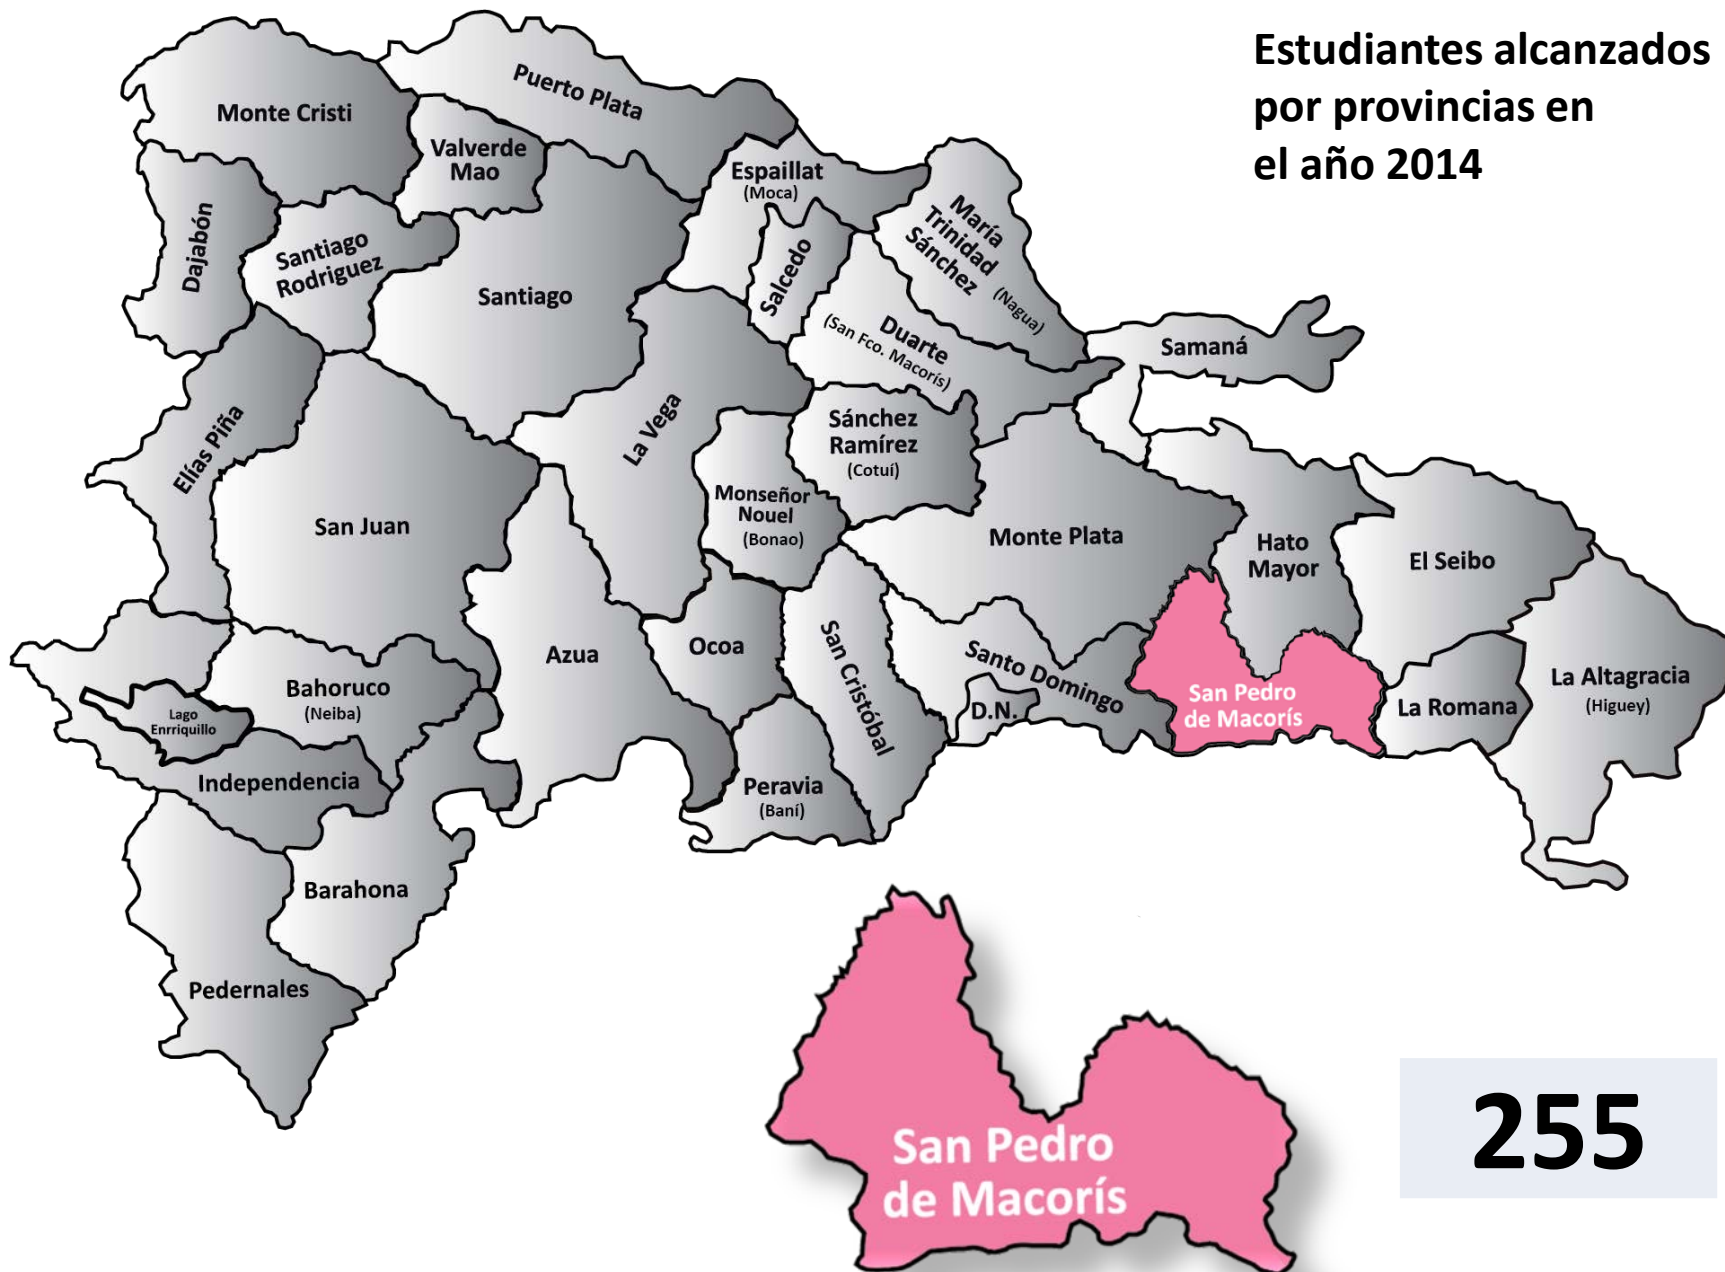 Estudiantes alcanzados
por provincias en
el año 2014
Monte Cristi
Puerto Plata
Valverde
Mao
Espaillat
(Moca)
María
Trinidad
Sánchez
(Nagua)
Dajabón
Santiago
Rodriguez
Santiago
Salcedo
Duarte
(San Fco. Macorís)
Samaná
Elías Piña
La Vega
Sánchez
Ramírez
(Cotuí)
San Juan
Monseñor
Nouel
(Bonao)
Monte Plata
Hato
Mayor
El Seibo
Azua
Ocoa
San Cristóbal
Santo Domingo
D.N.
San Pedro
de Macorís
La Romana
La Altagracia
(Higuey)
Bahoruco
(Neiba)
Lago
Enrriquillo
Independencia
Peravia
(Baní)
Barahona
Pedernales
San Pedro
de Macorís
255